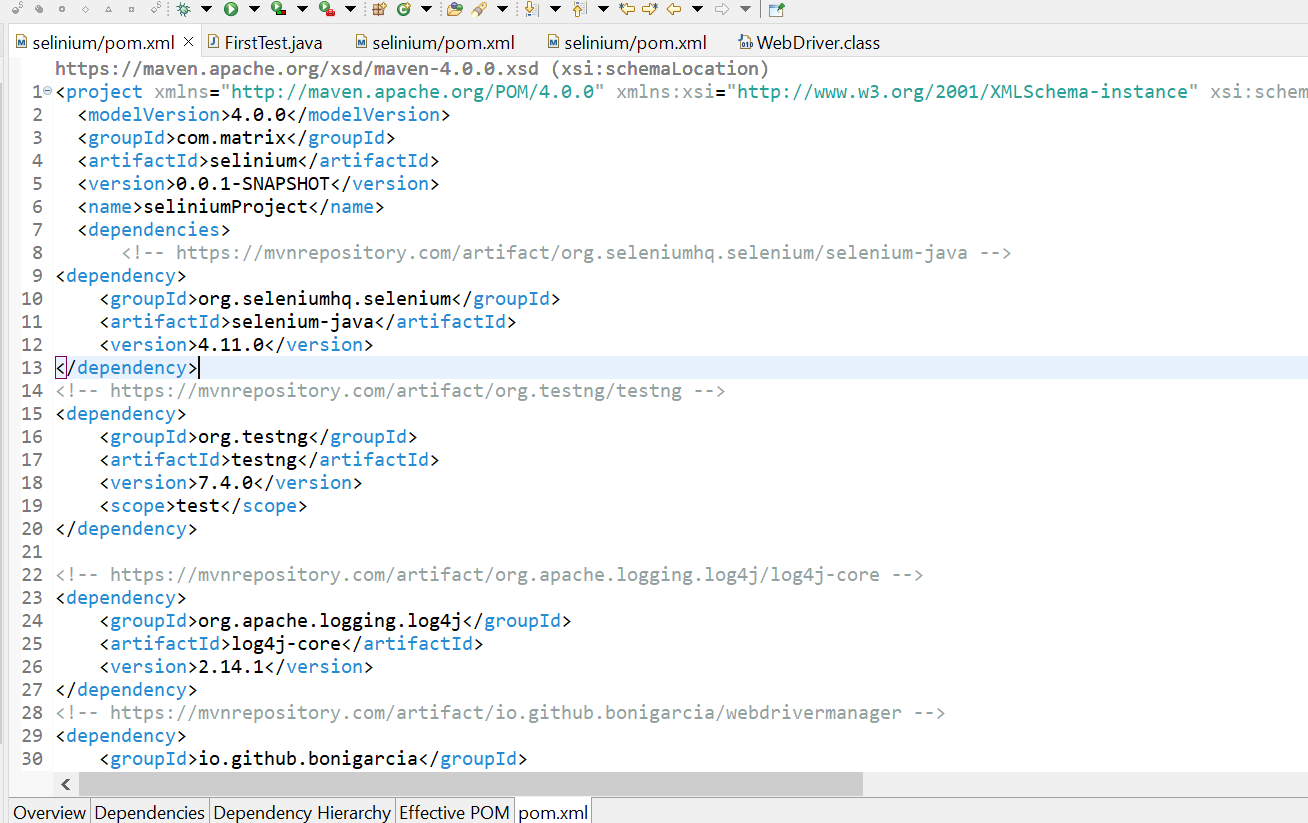 selinium/pom.xml FirstTest.java selinium/pom.xml selinium/pom.xml WebDriver.class
https://maven.apache.org/xsd/maven-4.0.0.xsd (xsi:schemaLocation)
1 <project xmlns="http://maven.apache.org/POM/4.0.0" xmlns:xsi="http://www.w3.org/2001/XMLSchema-instance" xsi:schem
2 <modelVersion>4.0.0</modelVersion>
3 <groupId>com.matrix</groupId>
4 <artifactId>selinium</artifactId>
5 <version>0.0.1-SNAPSHOT</version>
6 <name>seliniumProject</name>
7 <dependencies>
8 <!-- https://mvnrepository.com/artifact/org.seleniumhq.selenium/selenium-java -->
9 <dependency>
10 <groupId>org.seleniumhq.selenium</groupId>
11 <artifactId>selenium-java</artifactId>
12 <version>4.11.0</version>
13 </dependency>
14 <!-- https://mvnrepository.com/artifact/org.testng/testng -->
15 <dependency>
16 <groupId>org.testng</groupId>
17 <artifactId>testng</artifactId>
18 <version>7.4.0</version>
19 <scope>test</scope>
20 </dependency>
21
22 <!-- https://mvnrepository.com/artifact/org.apache.logging.log4j/log4j-core -->
23 <dependency>
24 <groupId>org.apache.logging.log4j</groupId>
25 <artifactId>log4j-core</artifactId>
26 <version>2.14.1</version>
27 </dependency>
28 <!-- https://mvnrepository.com/artifact/io.github.bonigarcia/webdrivermanager -->
29 <dependency>
30 <groupId>io.github.bonigarcia</groupId>
Overview Dependencies Dependency Hierarchy Effective POM pom.xml